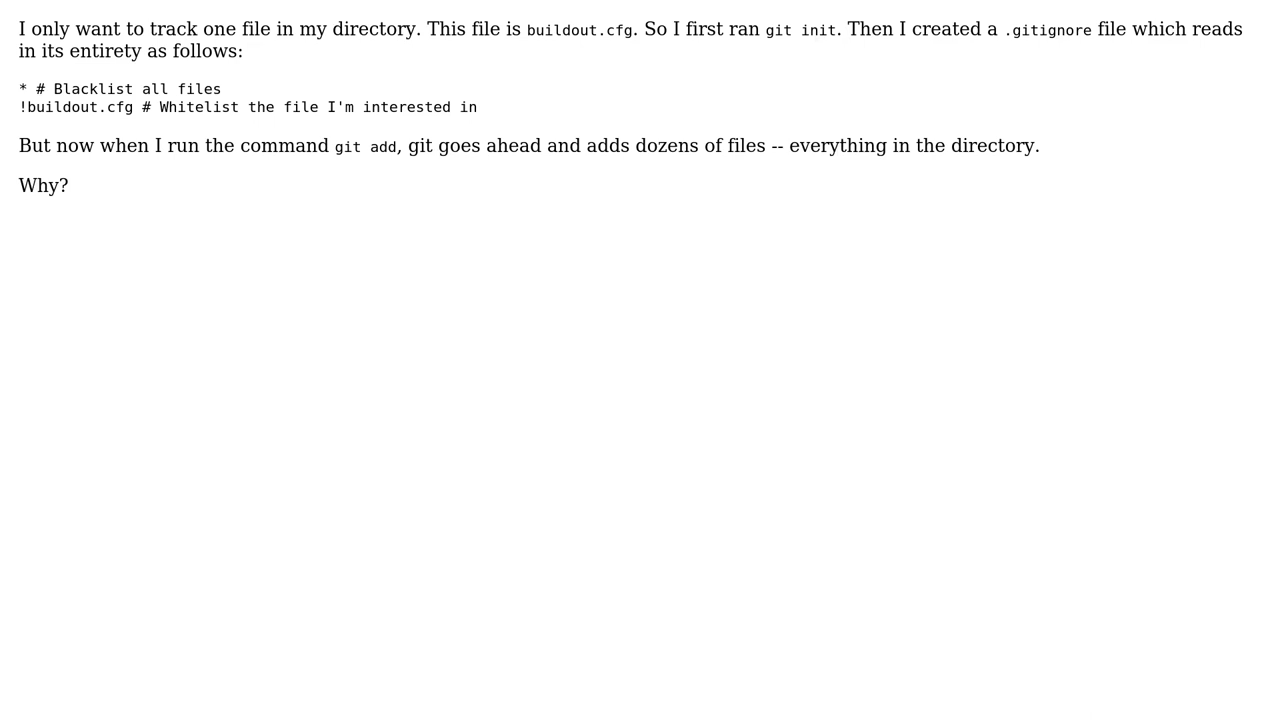 I only want to track one file in my directory. This file is buildout.cfg. So I first ran git init. Then I created a .gitignore file which reads
in its entirety as follows:
* # Blacklist all files
!buildout.cfg # Whitelist the file I'm interested in
But now when I run the command git add, git goes ahead and adds dozens of files -- everything in the directory.
Why?